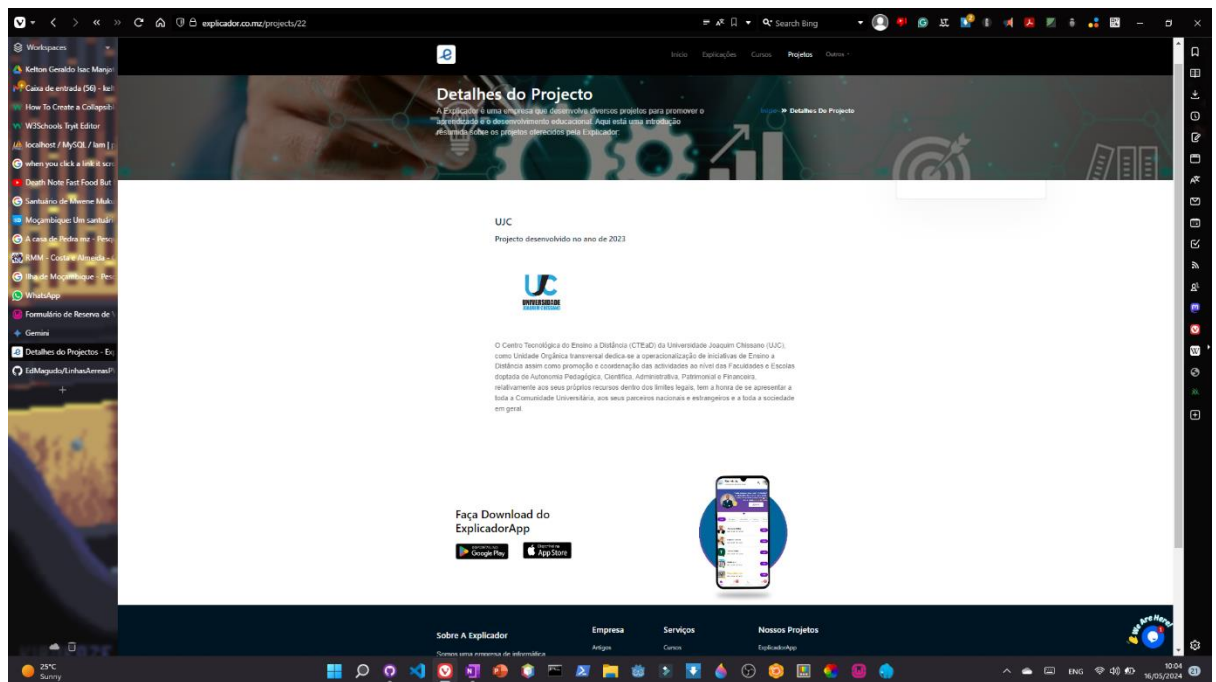 explicador.co.mz/projects/22
Search Bing
Workspaces
Kelton Geraldo Isac Manja
Caixa de entrada (56) - kel
How To Create a Collapsib
W3Schools Tryit Editor
localhost / MySQL / lam |
when you click a link it scr
Death Note Fast Food But
Santuário de Mwene Muk
Moçambique: Um santuár
A casa de Pedra mz - Pesq
RMM - Costa e Almeida -
Ilha de Moçambique - Pes
WhatsApp
Formulário de Reserva de
Gemini
Detalhes do Projectos - Ex
EdMagudo/LinhasAereasP
Inicio Explicações Cursos Projetos Outros
Detalhes do Projecto
A Explicador é uma empresa que desenvolve diversos projetos para promover o
aprendizado e o desenvolvimento educacional. Aqui está uma introdução
resumida sobre os projetos oferecidos pela Explicador:
Inicio » Detalhes Do Projecto
UJC
Projecto desenvolvido no ano de 2023
UJC
UNIVERSIDADE
JOAQUIM CHISSANO
O Centro Tecnológica do Ensino a Distância (CTEaD) da Universidade Joaquim Chissano (UJC),
como Unidade Orgânica transversal dedica-se a operacionalização de iniciativas de Ensino a
Distância assim como promoção e coordenação das actividades ao nível das Faculdades e Escolas
doptada de Autonomia Pedagógica, Científica, Administrativa, Patrimonial e Financeira,
relativamente aos seus próprios recursos dentro dos limites legais, tem a honra de se apresentar a
toda a Comunidade Universitária, aos seus parceiros nacionais e estrangeiros e a toda a sociedade
em geral.
Faça Download do
ExplicadorApp
Google Play
App Store
Sobre A Explicador
Somos uma empresa de informática
Empresa
Artigos
Serviços
Cursos
Nossos Projetos
ExplicadorApp
We Are Here!
25°C
Sunny
ENG
10:04
16/05/2024